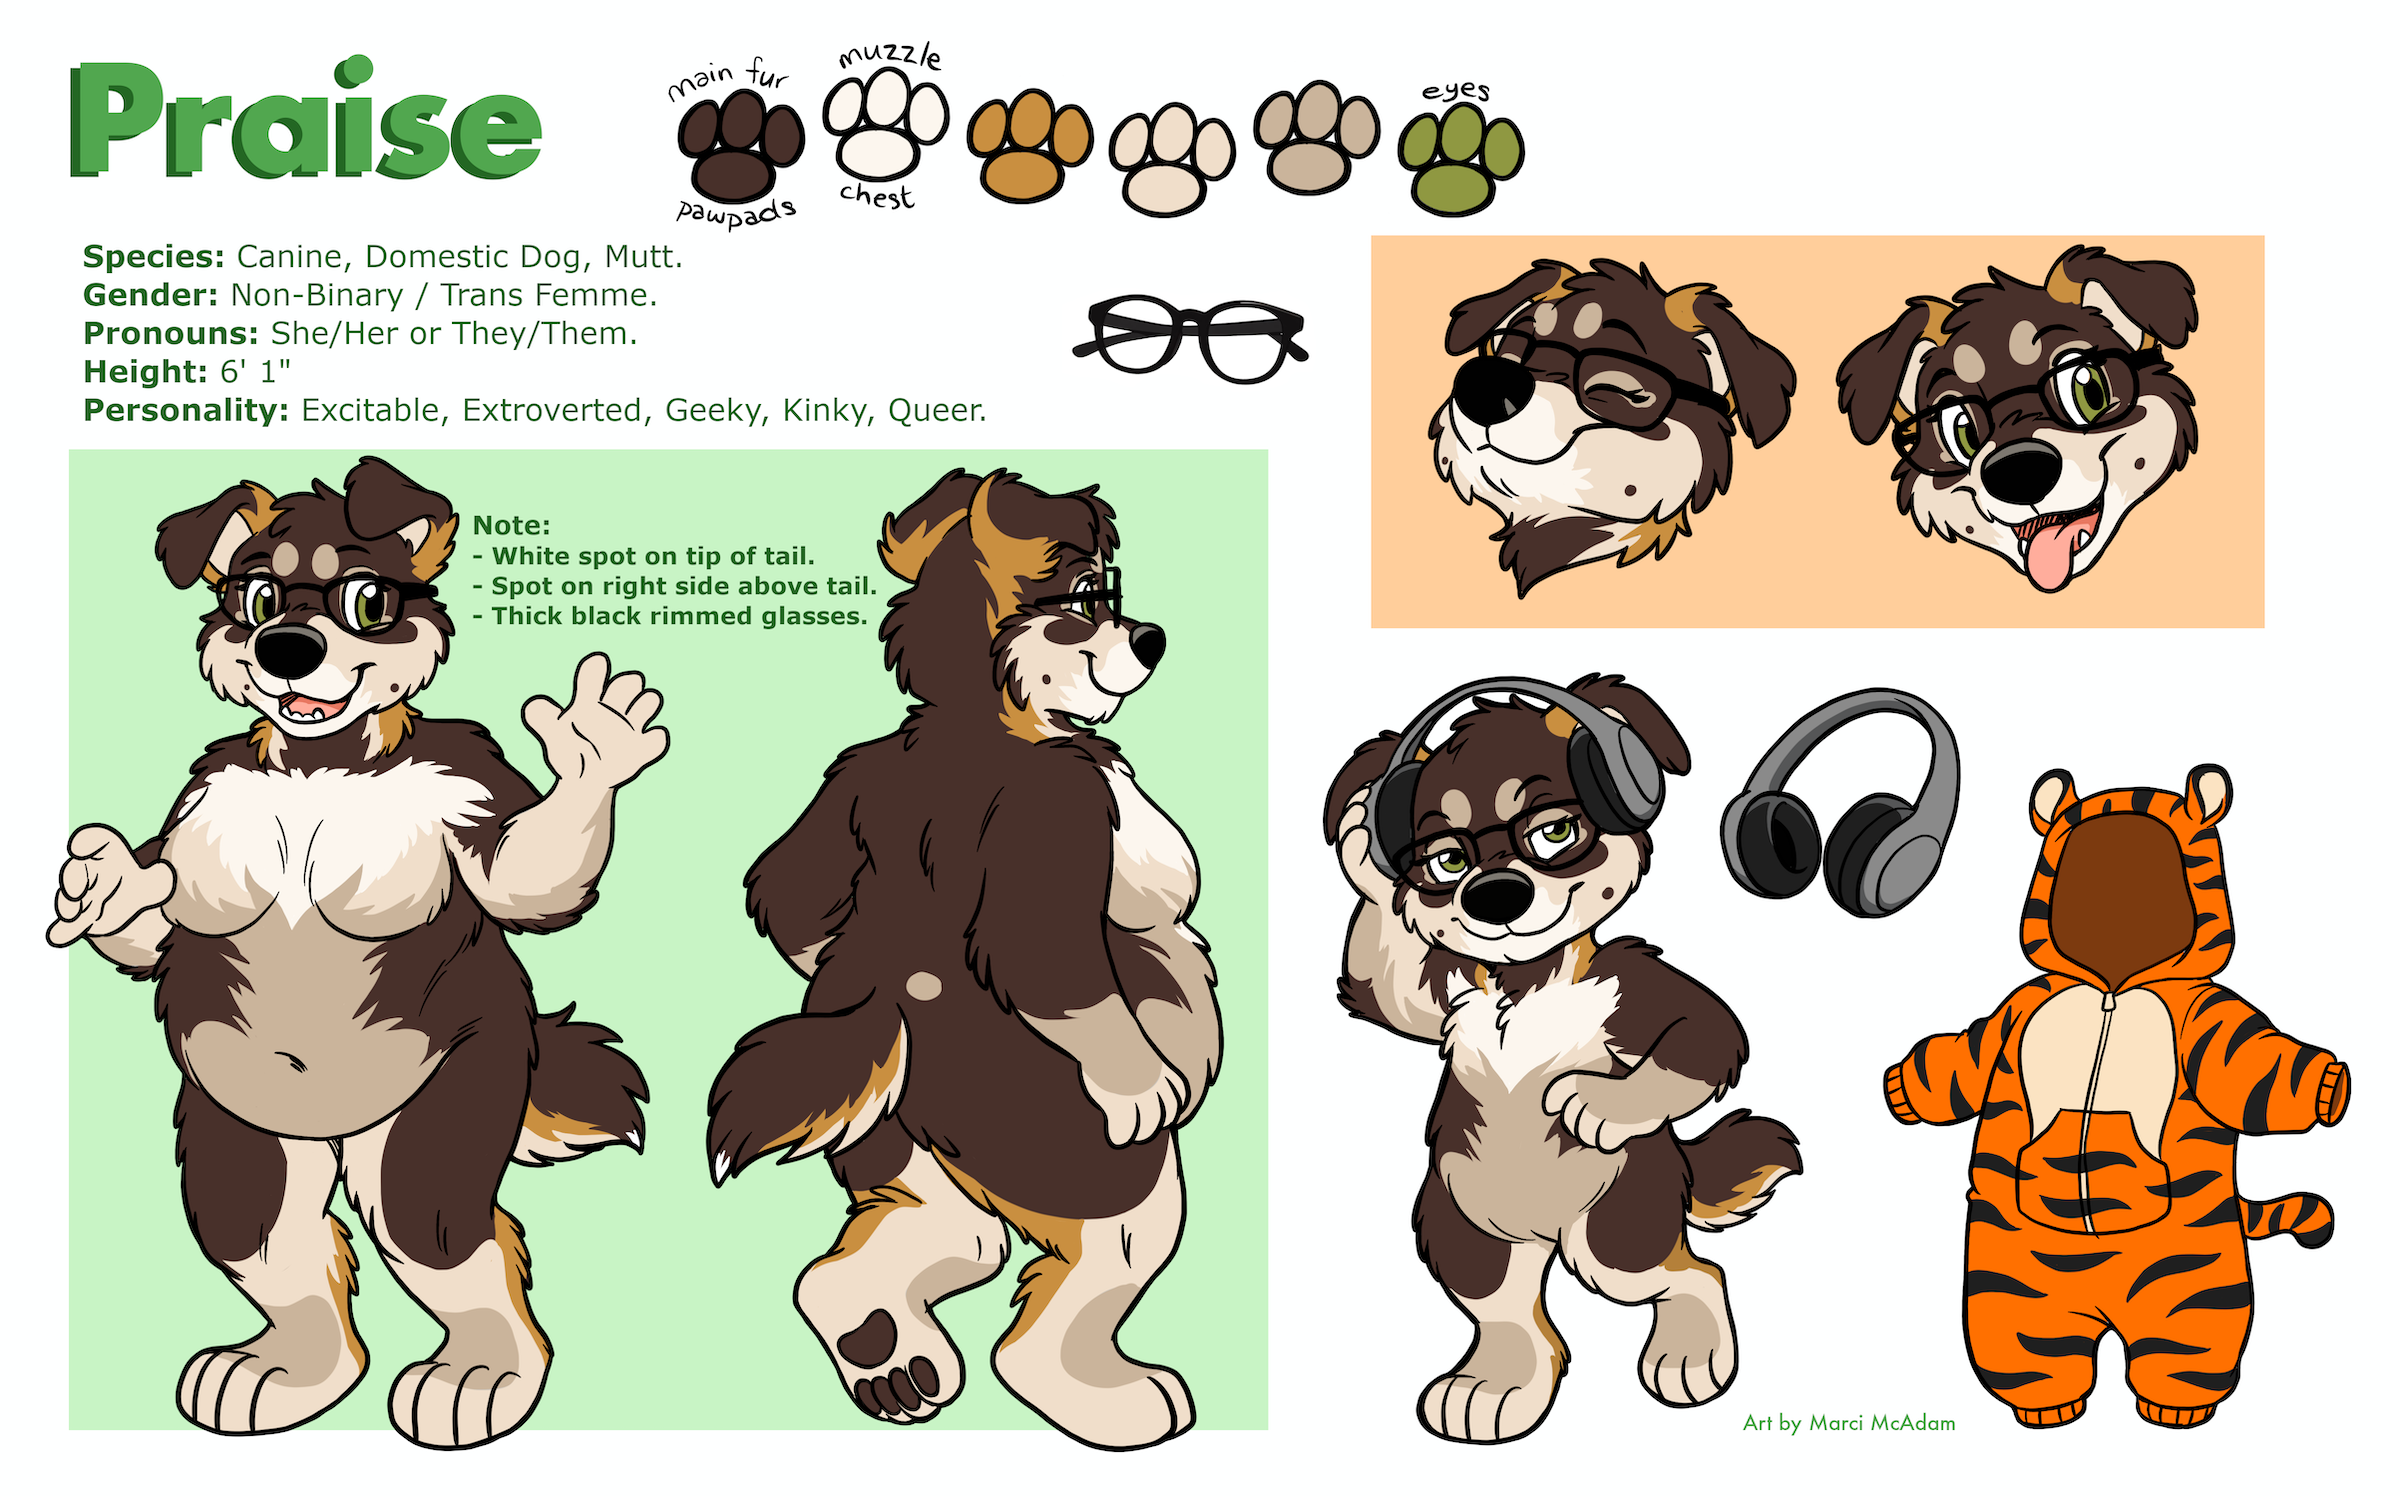 Praise
main fur
pawpads
muzzle
chest
eyes
Species: Canine, Domestic Dog, Mutt.
Gender: Non-Binary / Trans Femme.
Pronouns: She/Her or They/Them.
Height: 6' 1"
Personality: Excitable, Extroverted, Geeky, Kinky, Queer.
Note:
- White spot on tip of tail.
- Spot on right side above tail.
- Thick black rimmed glasses.
Art by Marci McAdam